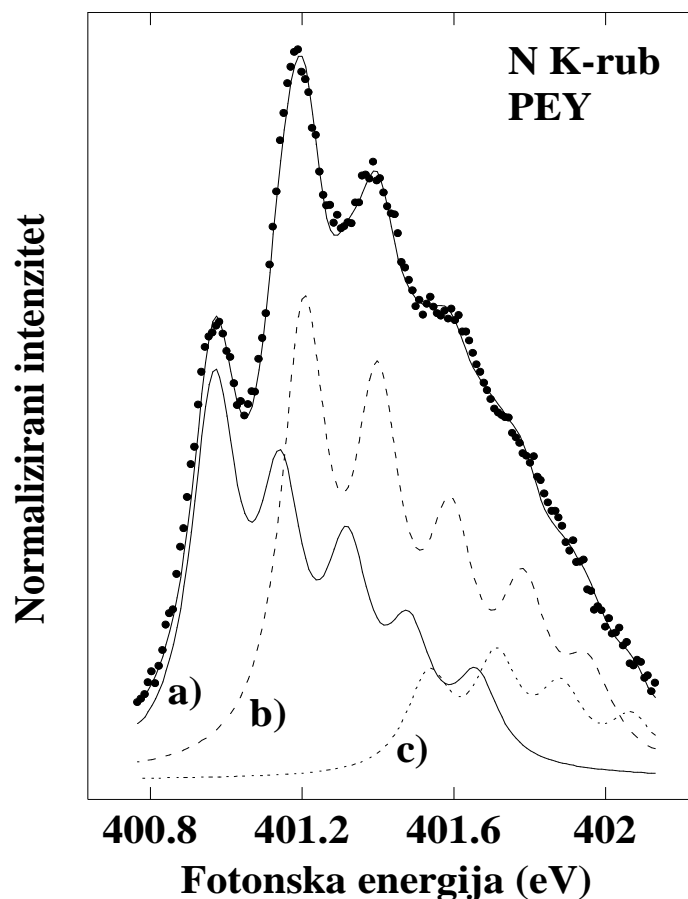 N K-rub
PEY
Normalizirani intenzitet
a)
b)
c)
400.8 401.2 401.6 402
Fotonska energija (eV)